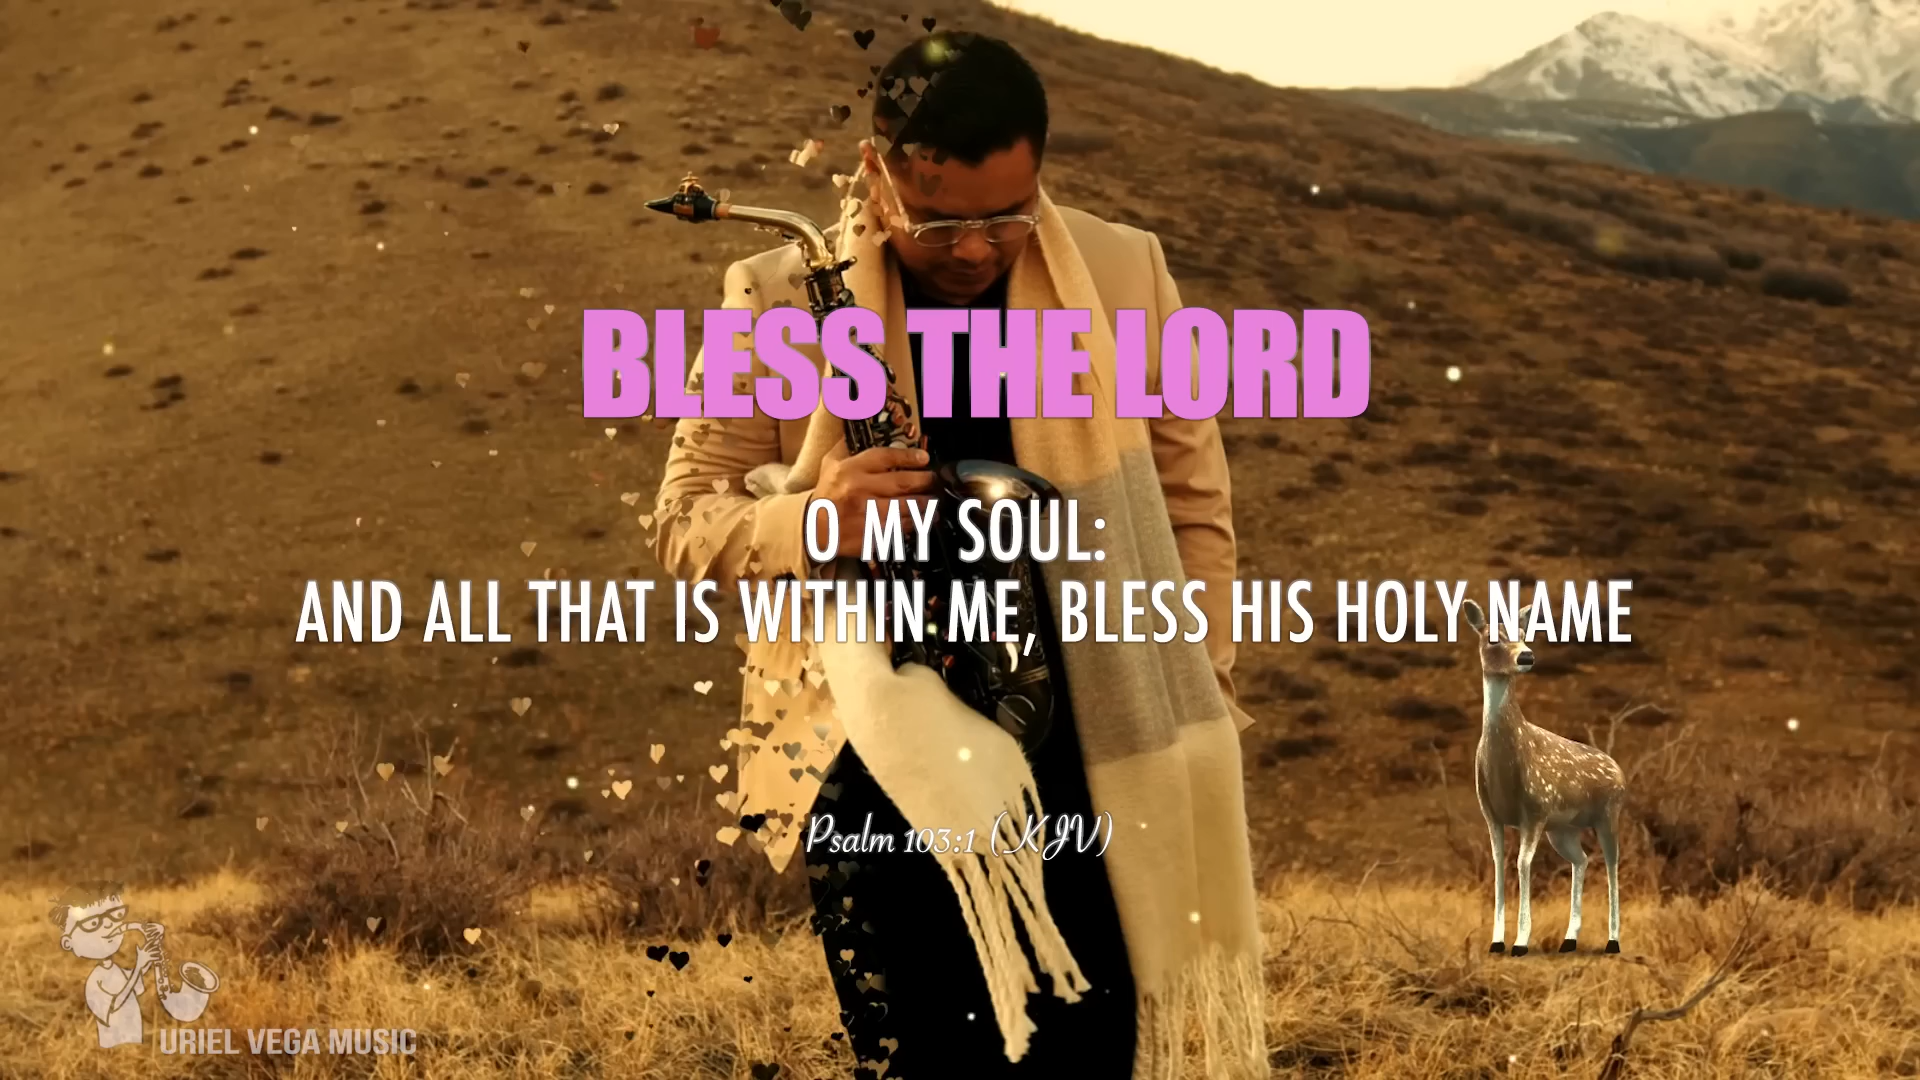 BLESS THE LORD
O MY SOUL:
AND ALL THAT IS WITHIN ME, BLESS HIS HOLY NAME
Psalm 103:1 (KJV)
URIEL VEGA MUSIC